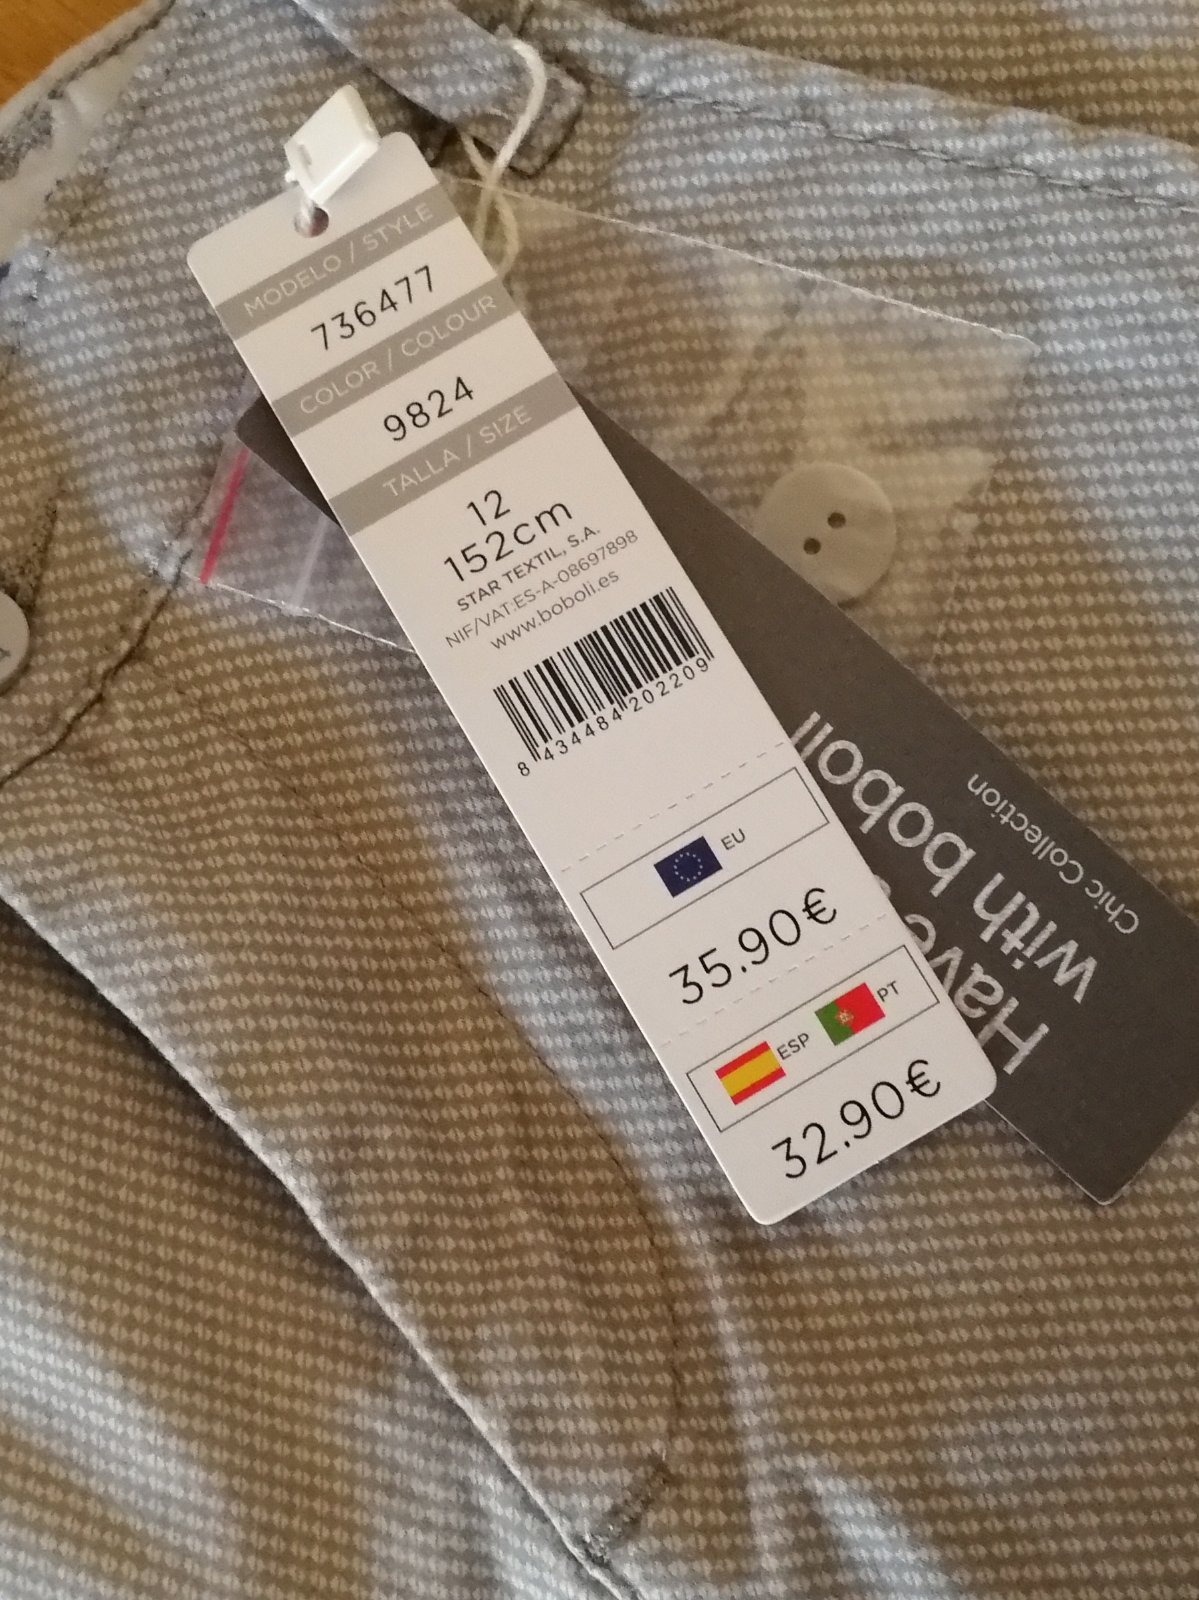 MODELO / STYLE
736477
COLOR / COLOUR
9824
TALLA / SIZE
12
152cm
STAR TEXTIL, S.A.
NIF/VAT:ES-A-08697898
www.boboli.es
8 434484 202209
EU
35.90€
ESP PT
32.90€
Have
with boboli
Chic Collection